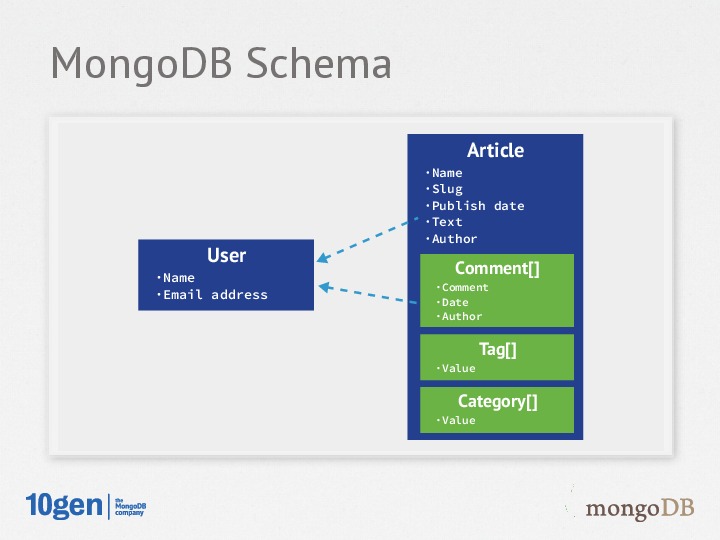 MongoDB Schema
Article
·Name
·Slug
·Publish date
·Text
·Author
User
·Name
·Email address
Comment[]
·Comment
·Date
·Author
Tag[]
·Value
Category[]
·Value
10gen
the
MongoDB
company
mongoDB